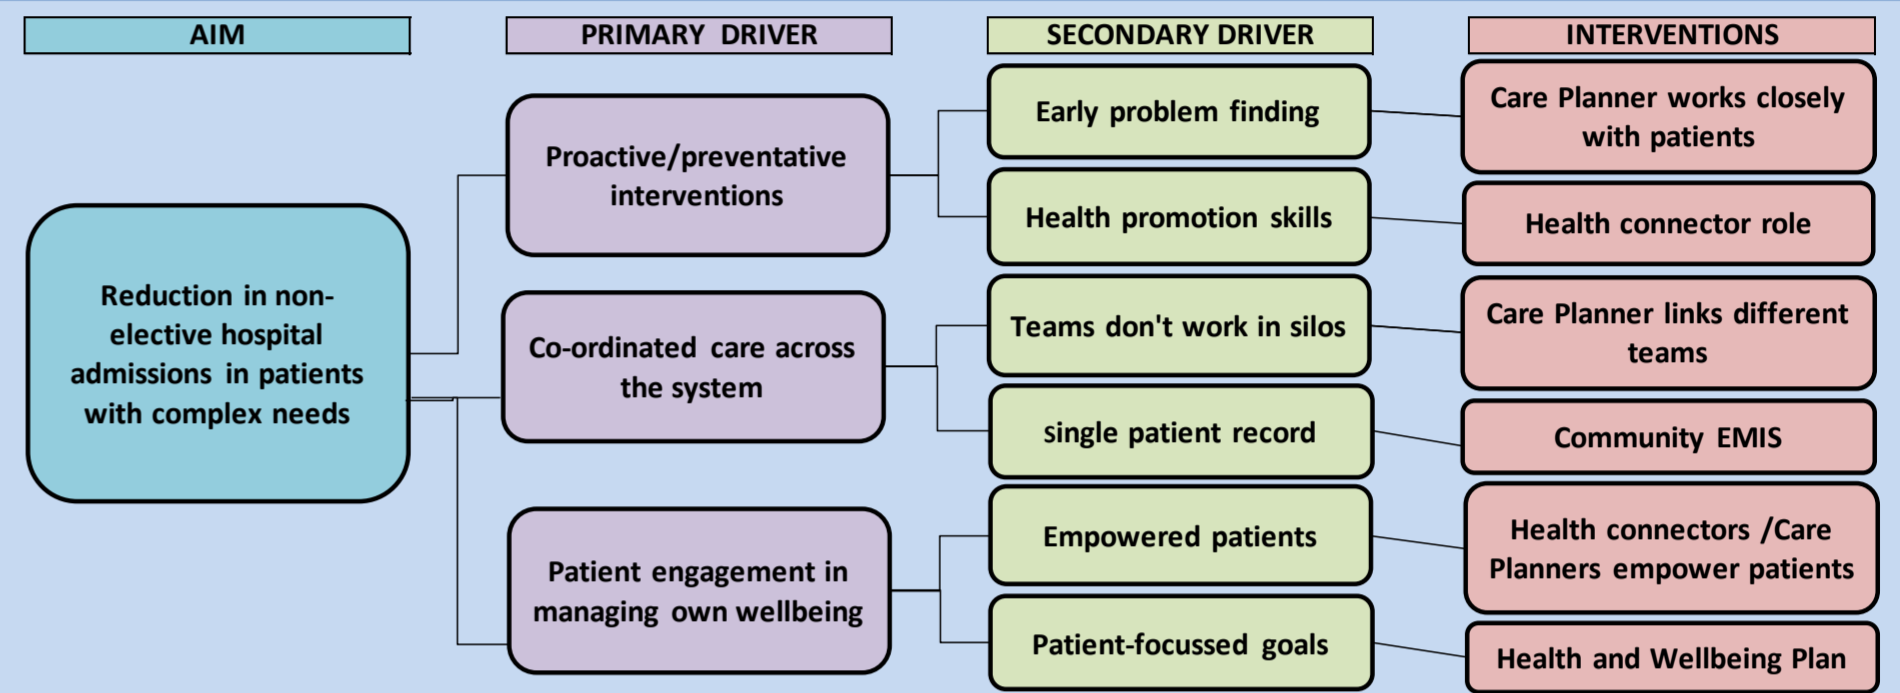 AIM
PRIMARY DRIVER
SECONDARY DRIVER
INTERVENTIONS
Reduction in non-
elective hospital
admissions in patients
with complex needs
Proactive/preventative
interventions
Co-ordinated care across
the system
Patient engagement in
managing own wellbeing
Early problem finding
Health promotion skills
Teams don't work in silos
single patient record
Empowered patients
Patient-focussed goals
Care Planner works closely
with patients
Health connector role
Care Planner links different
teams
Community EMIS
Health connectors /Care
Planners empower patients
Health and Wellbeing Plan